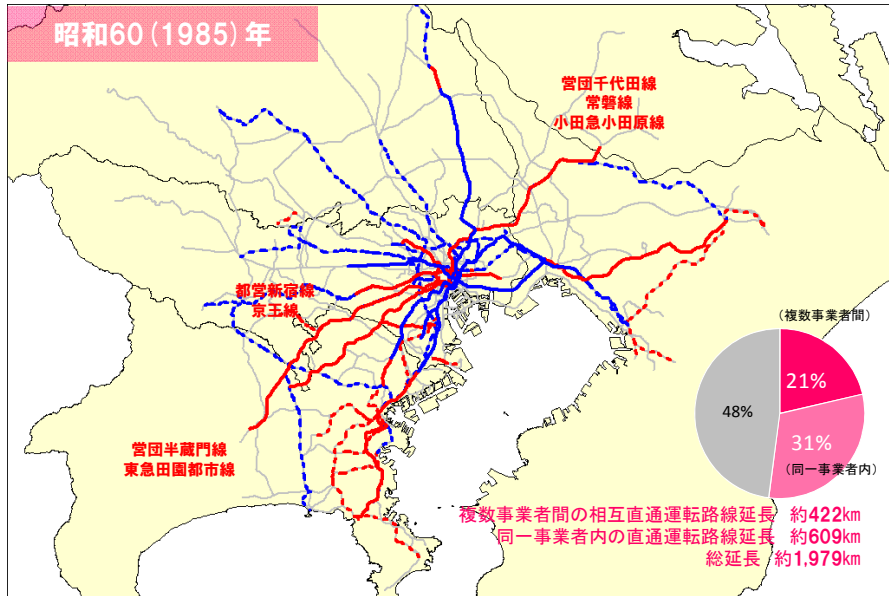 昭和60(1985)年
営団千代田線
常磐線
小田急小田原線
都営新宿線
京王線
営団半蔵門線
東急田園都市線
(複数事業者間)
21%
48%
31%
(同一事業者内)
複数事業者間の相互直通運転路線延長 約422km
同一事業者内の直通運転路線延長 約609km
総延長 約1,979km